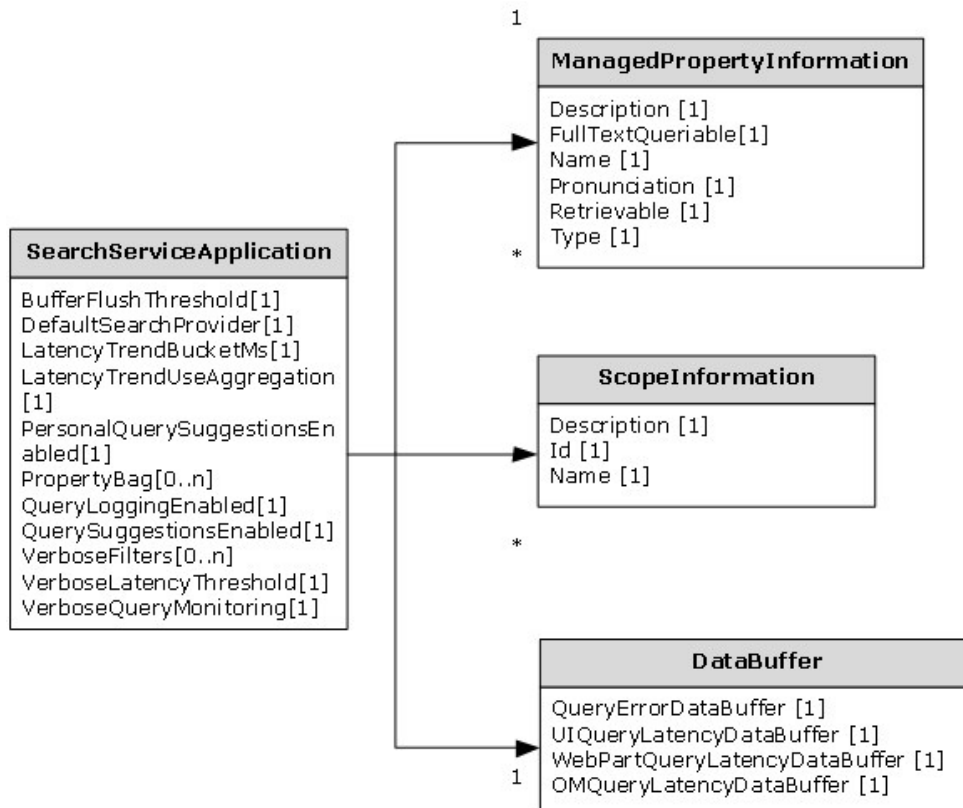 1
ManagedPropertyInformation
Description [1]
FullTextQueriable[1]
Name [1]
Pronunciation [1]
Retrievable [1]
Type [1]
*
SearchServiceApplication
BufferFlushThreshold[1]
DefaultSearchProvider[1]
LatencyTrendBucketMs[1]
LatencyTrendUseAggregation
[1]
PersonalQuerySuggestionsEn
abled[1]
PropertyBag[0..n]
QueryLoggingEnabled[1]
QuerySuggestionsEnabled[1]
VerboseFilters[0..n]
VerboseLatencyThreshold[1]
VerboseQueryMonitoring[1]
ScopeInformation
Description [1]
Id [1]
Name [1]
*
DataBuffer
QueryErrorDataBuffer [1]
UIQueryLatencyDataBuffer [1]
WebPartQueryLatencyDataBuffer [1]
OMQueryLatencyDataBuffer [1]
1